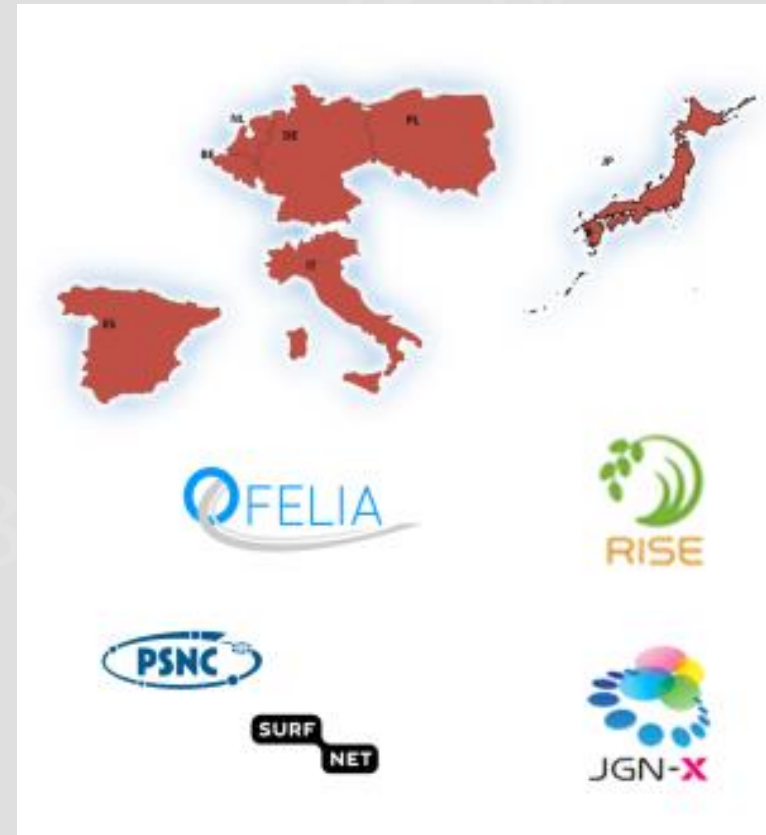 NL
DE
PL
BE
JP
IT
ES
OFELIA
RISE
PSNC
SURF
NET
JGN-X